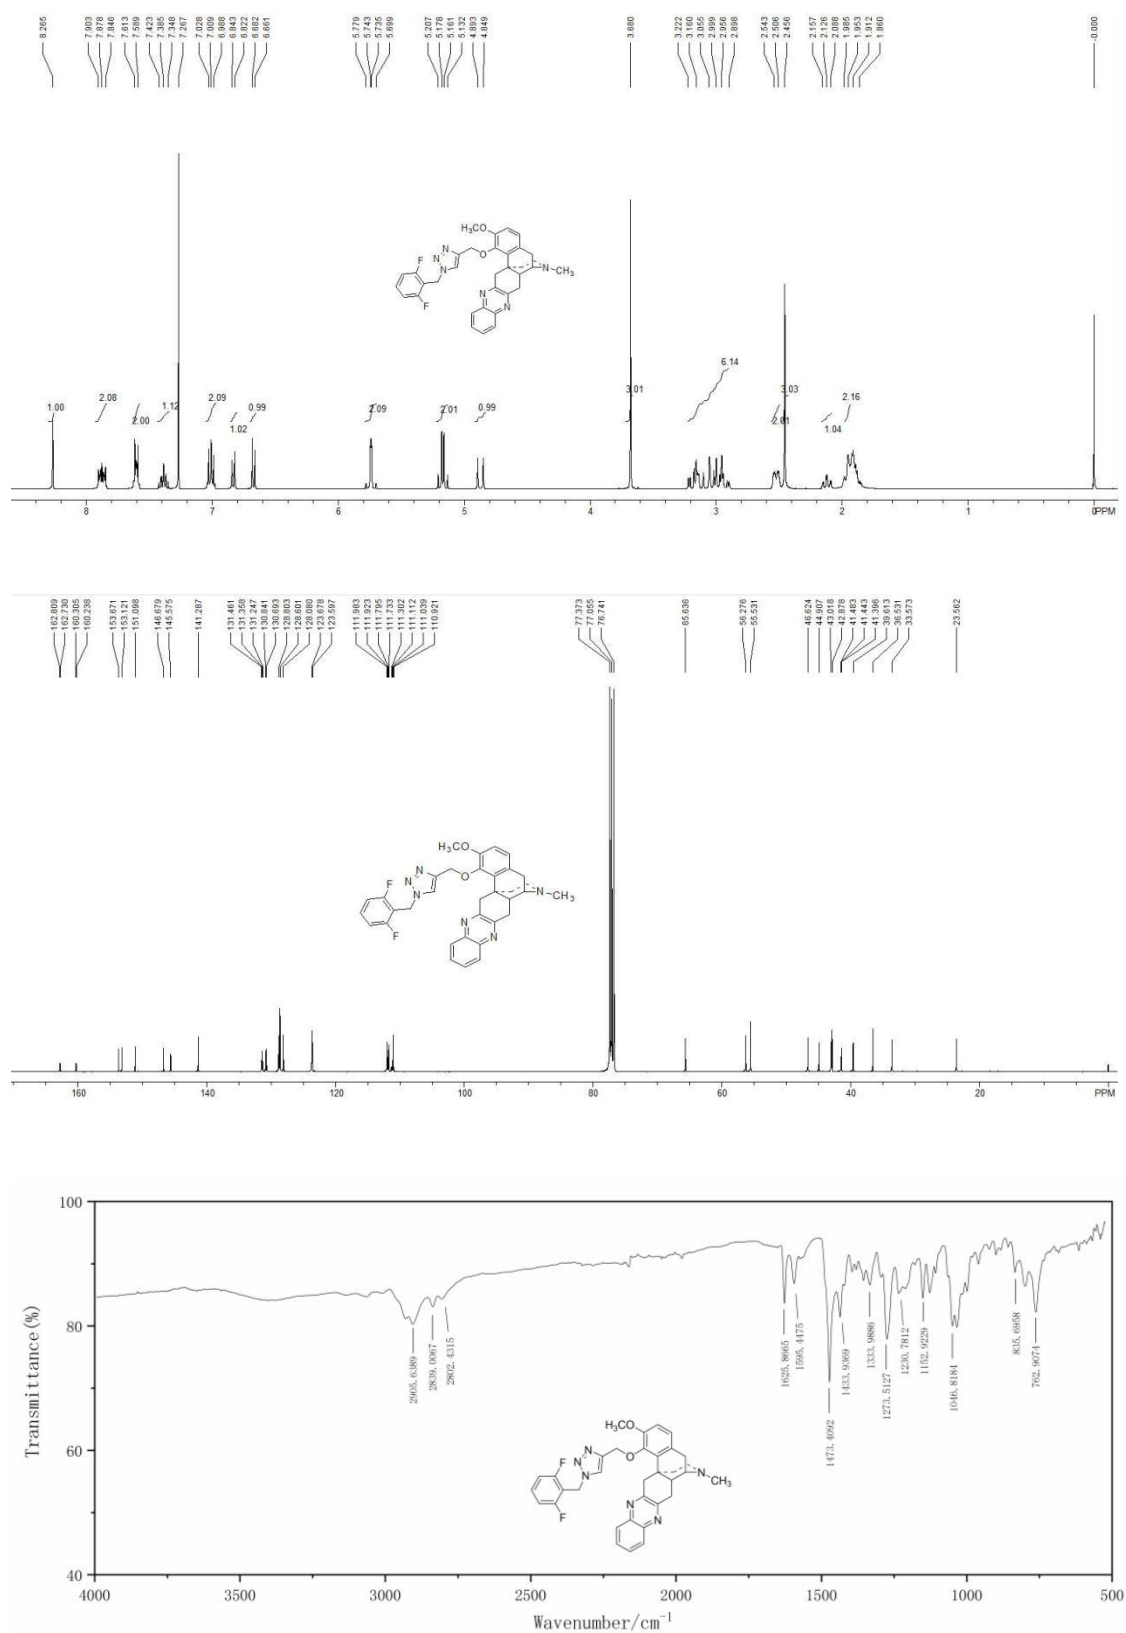 8.265 7.903 7.878 7.846 7.613 7.589 7.423 7.385 7.348 7.267 7.028 7.009 6.988 6.843 6.822 6.682 6.661 5.779 5.743 5.735 5.699 5.207 5.178 5.161 5.132 4.893 4.849 3.680 3.222 3.160 3.055 2.999 2.956 2.898 2.543 2.506 2.456 2.157 2.126 2.088 1.985 1.953 1.912 1.860 -0.000
H₃CO
N N N O N CH₃
F F N N
1.00 2.08 2.00 1.12 2.09 1.02 0.99 2.09 2.01 0.99 3.01 6.14 2.01 3.03 1.04 2.16
8 7 6 5 4 3 2 1 0 PPM
162.809 162.730 160.305 160.238 153.671 153.121 151.098 146.679 145.575 141.287 131.461 131.358 131.247 130.841 130.693 128.803 128.601 128.080 123.678 123.597 111.983 111.923 111.795 111.733 111.302 111.112 111.039 110.921 77.373 77.055 76.741 65.636 56.276 55.531 46.624 44.907 43.018 42.878 41.483 41.443 41.396 39.613 36.531 33.573 23.562
H₃CO
N N N O N CH₃
F F N N
160 140 120 100 80 60 40 20 PPM
Transmittance(%)
100
80
60
40
2905.6389 2839.0067 2802.4315 1625.8665 1595.4475 1473.4092 1433.9369 1333.9886 1273.5127 1230.7812 1152.9229 1046.8184 835.6958 762.9074
H₃CO
N N N O N CH₃
F F N N
4000 3500 3000 2500 2000 1500 1000 500
Wavenumber/cm⁻¹